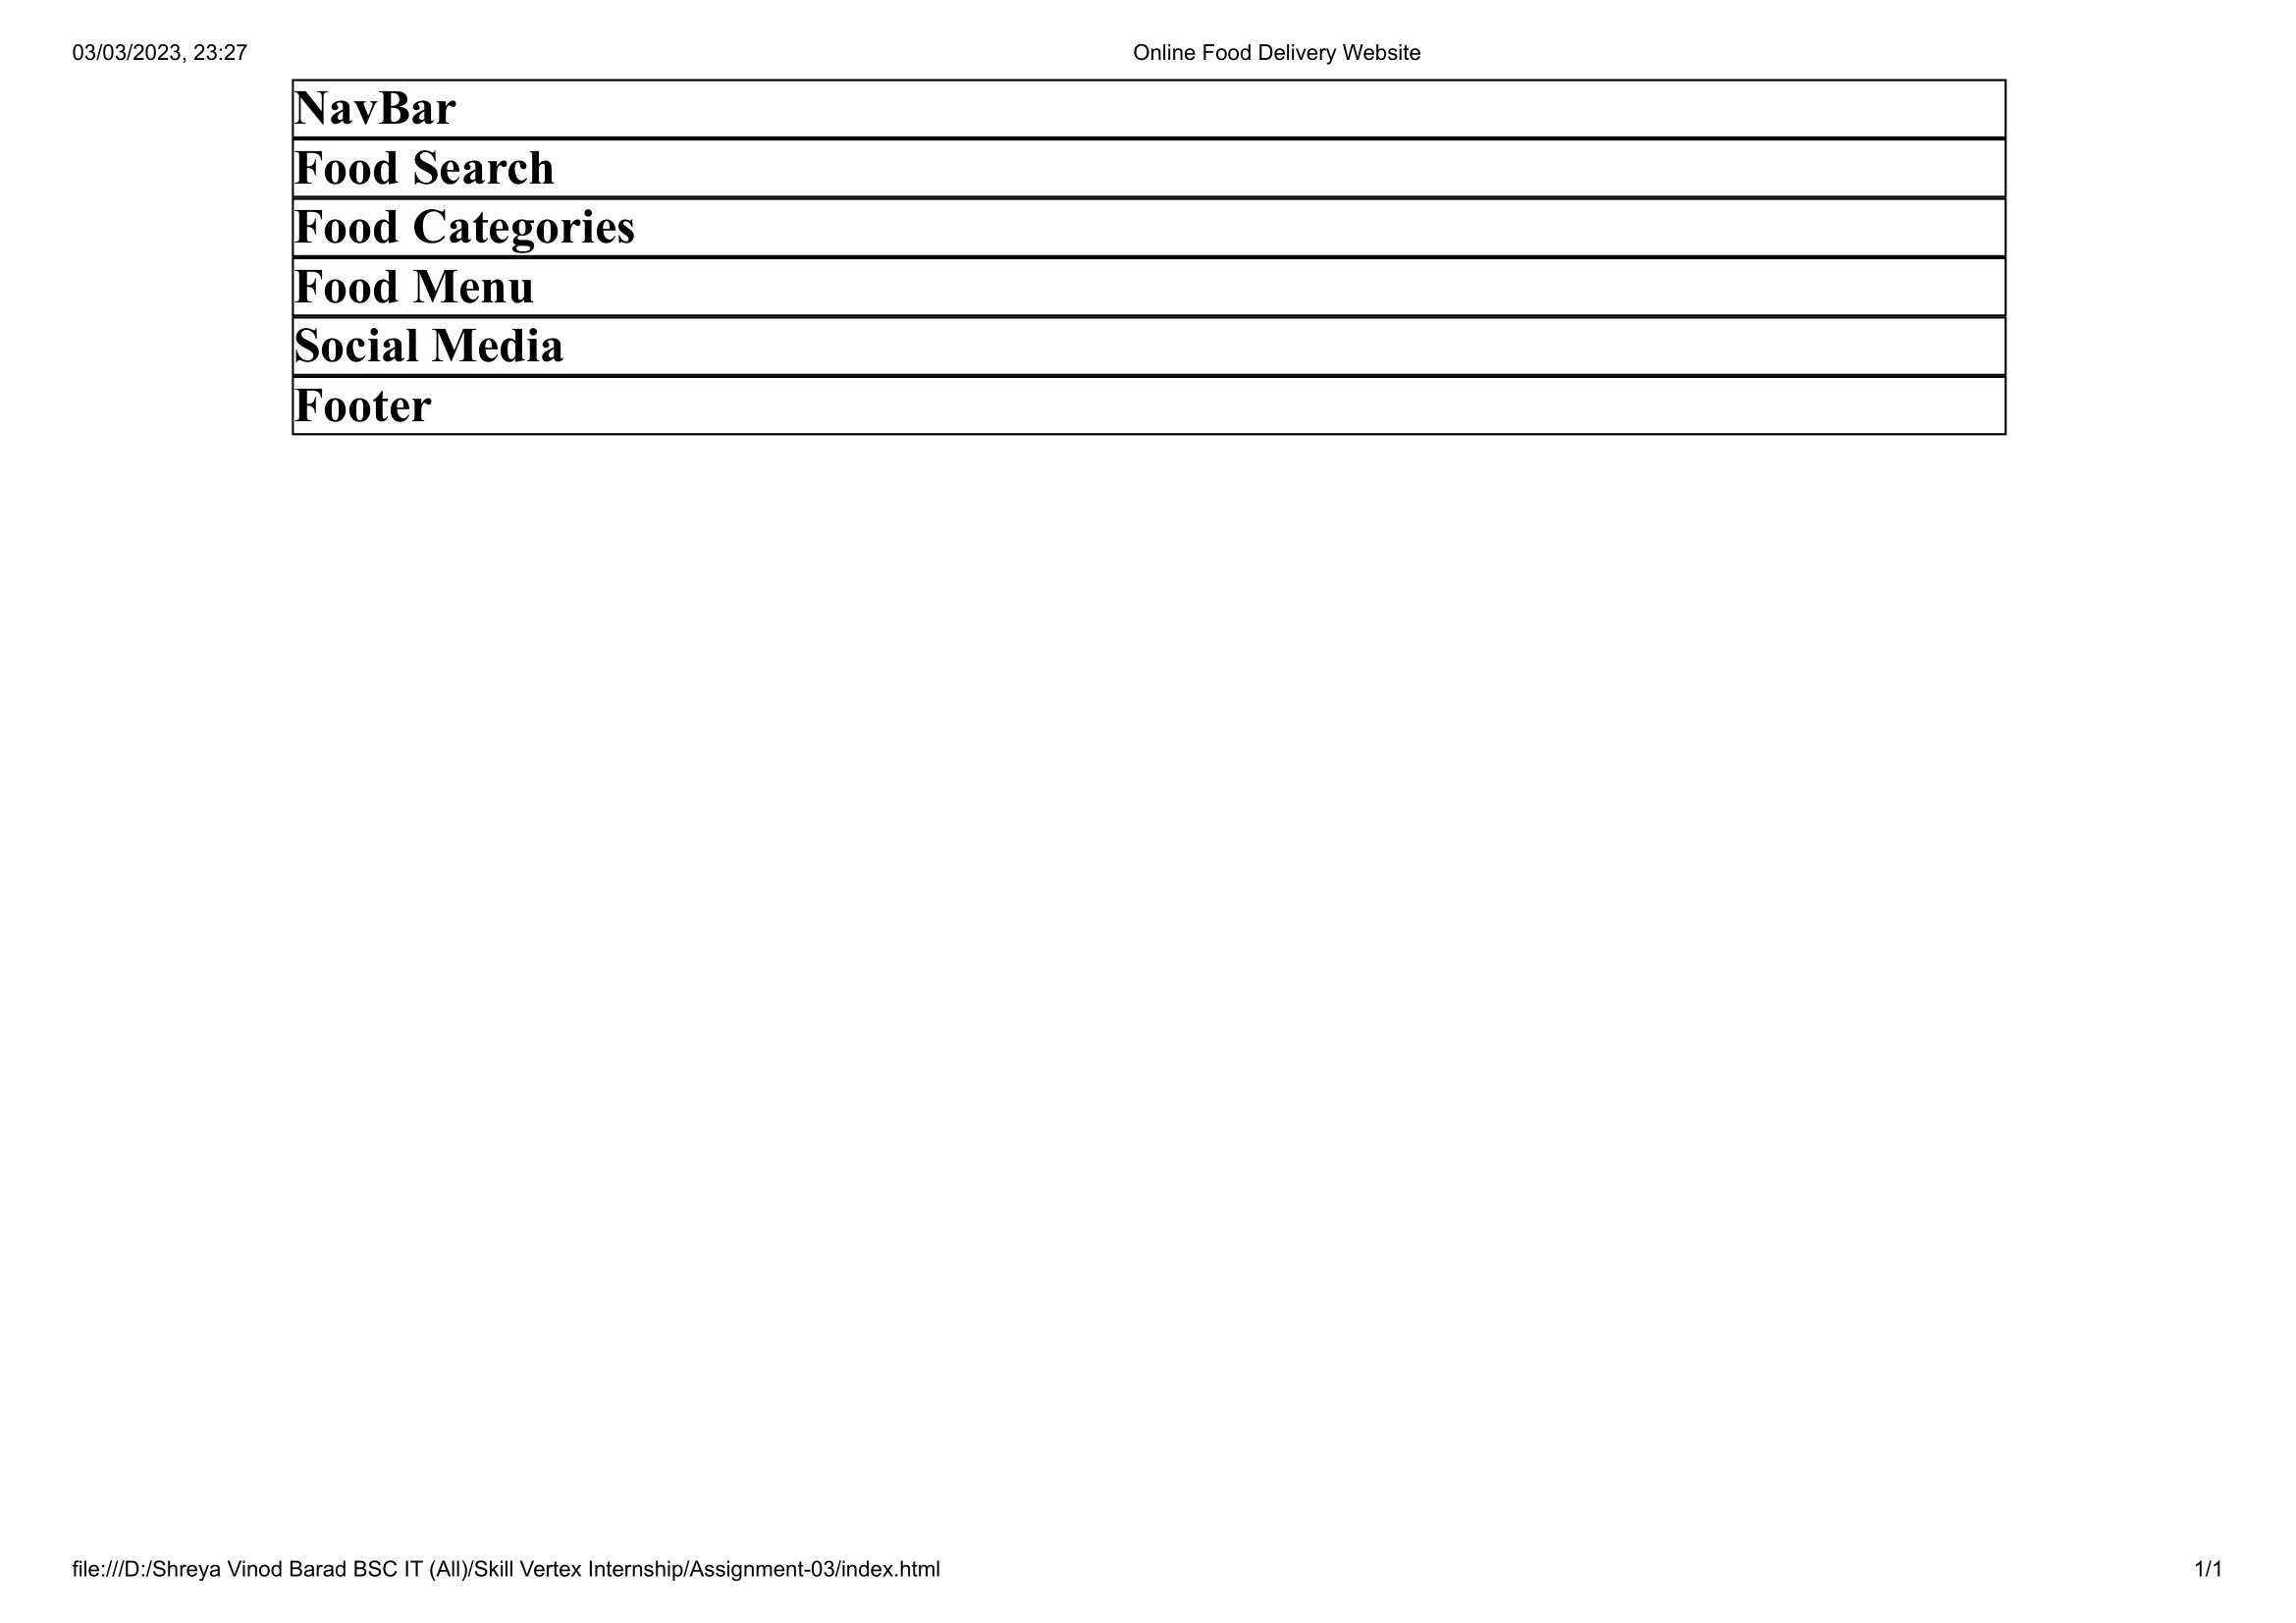 03/03/2023, 23:27 Online Food Delivery Website
NavBar
Food Search
Food Categories
Food Menu
Social Media
Footer
file:///D:/Shreya Vinod Barad BSC IT (All)/Skill Vertex Internship/Assignment-03/index.html 1/1